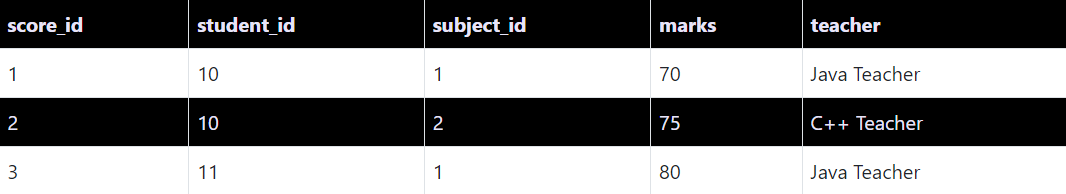 score_id student_id subject_id marks teacher
1 10 1 70 Java Teacher
2 10 2 75 C++ Teacher
3 11 1 80 Java Teacher